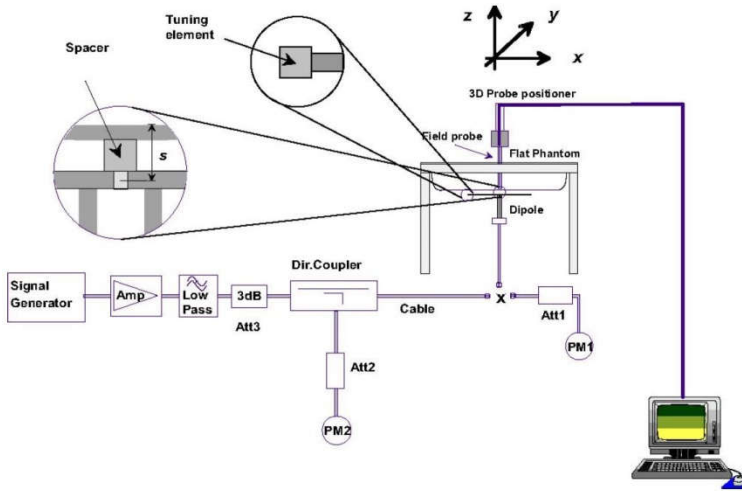 z
y
x
Tuning
element
Spacer
s
3D Probe positioner
Field probe
Flat Phantom
Dipole
Dir.Coupler
Signal
Generator
Amp
Low
Pass
3dB
Att3
Cable
X
Att1
PM1
Att2
PM2